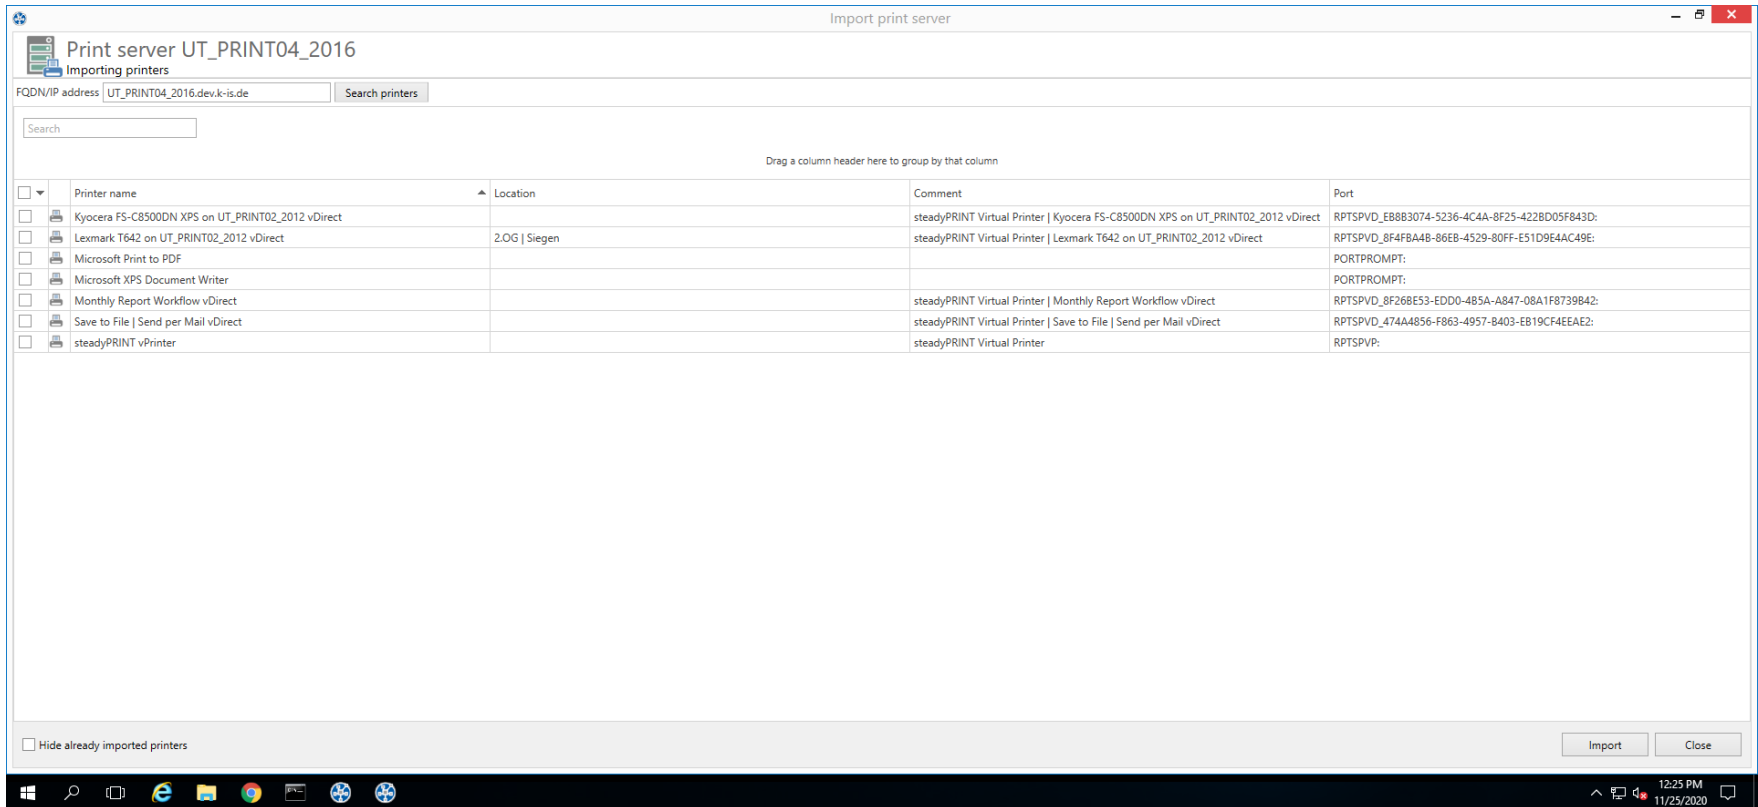 Import print server
Print server UT_PRINT04_2016
Importing printers
FQDN/IP address UT_PRINT04_2016.dev.k-is.de Search printers
Search
Drag a column header here to group by that column
Printer name Location Comment Port
Kyocera FS-C8500DN XPS on UT_PRINT02_2012 vDirect steadyPRINT Virtual Printer | Kyocera FS-C8500DN XPS on UT_PRINT02_2012 vDirect RPTSPVD_EB8B3074-5236-4C4A-8F25-422BD05F843D:
Lexmark T642 on UT_PRINT02_2012 vDirect 2.OG | Siegen steadyPRINT Virtual Printer | Lexmark T642 on UT_PRINT02_2012 vDirect RPTSPVD_8F4FBA4B-86EB-4529-80FF-E51D9E4AC49E:
Microsoft Print to PDF PORTPROMPT:
Microsoft XPS Document Writer PORTPROMPT:
Monthly Report Workflow vDirect steadyPRINT Virtual Printer | Monthly Report Workflow vDirect RPTSPVD_8F26BE53-EDD0-4B5A-A847-08A1F8739B42:
Save to File | Send per Mail vDirect steadyPRINT Virtual Printer | Save to File | Send per Mail vDirect RPTSPVD_474A4856-F863-4957-B403-EB19CF4EEAE2:
steadyPRINT vPrinter steadyPRINT Virtual Printer RPTSPVP:
Hide already imported printers Import Close
12:25 PM
11/25/2020